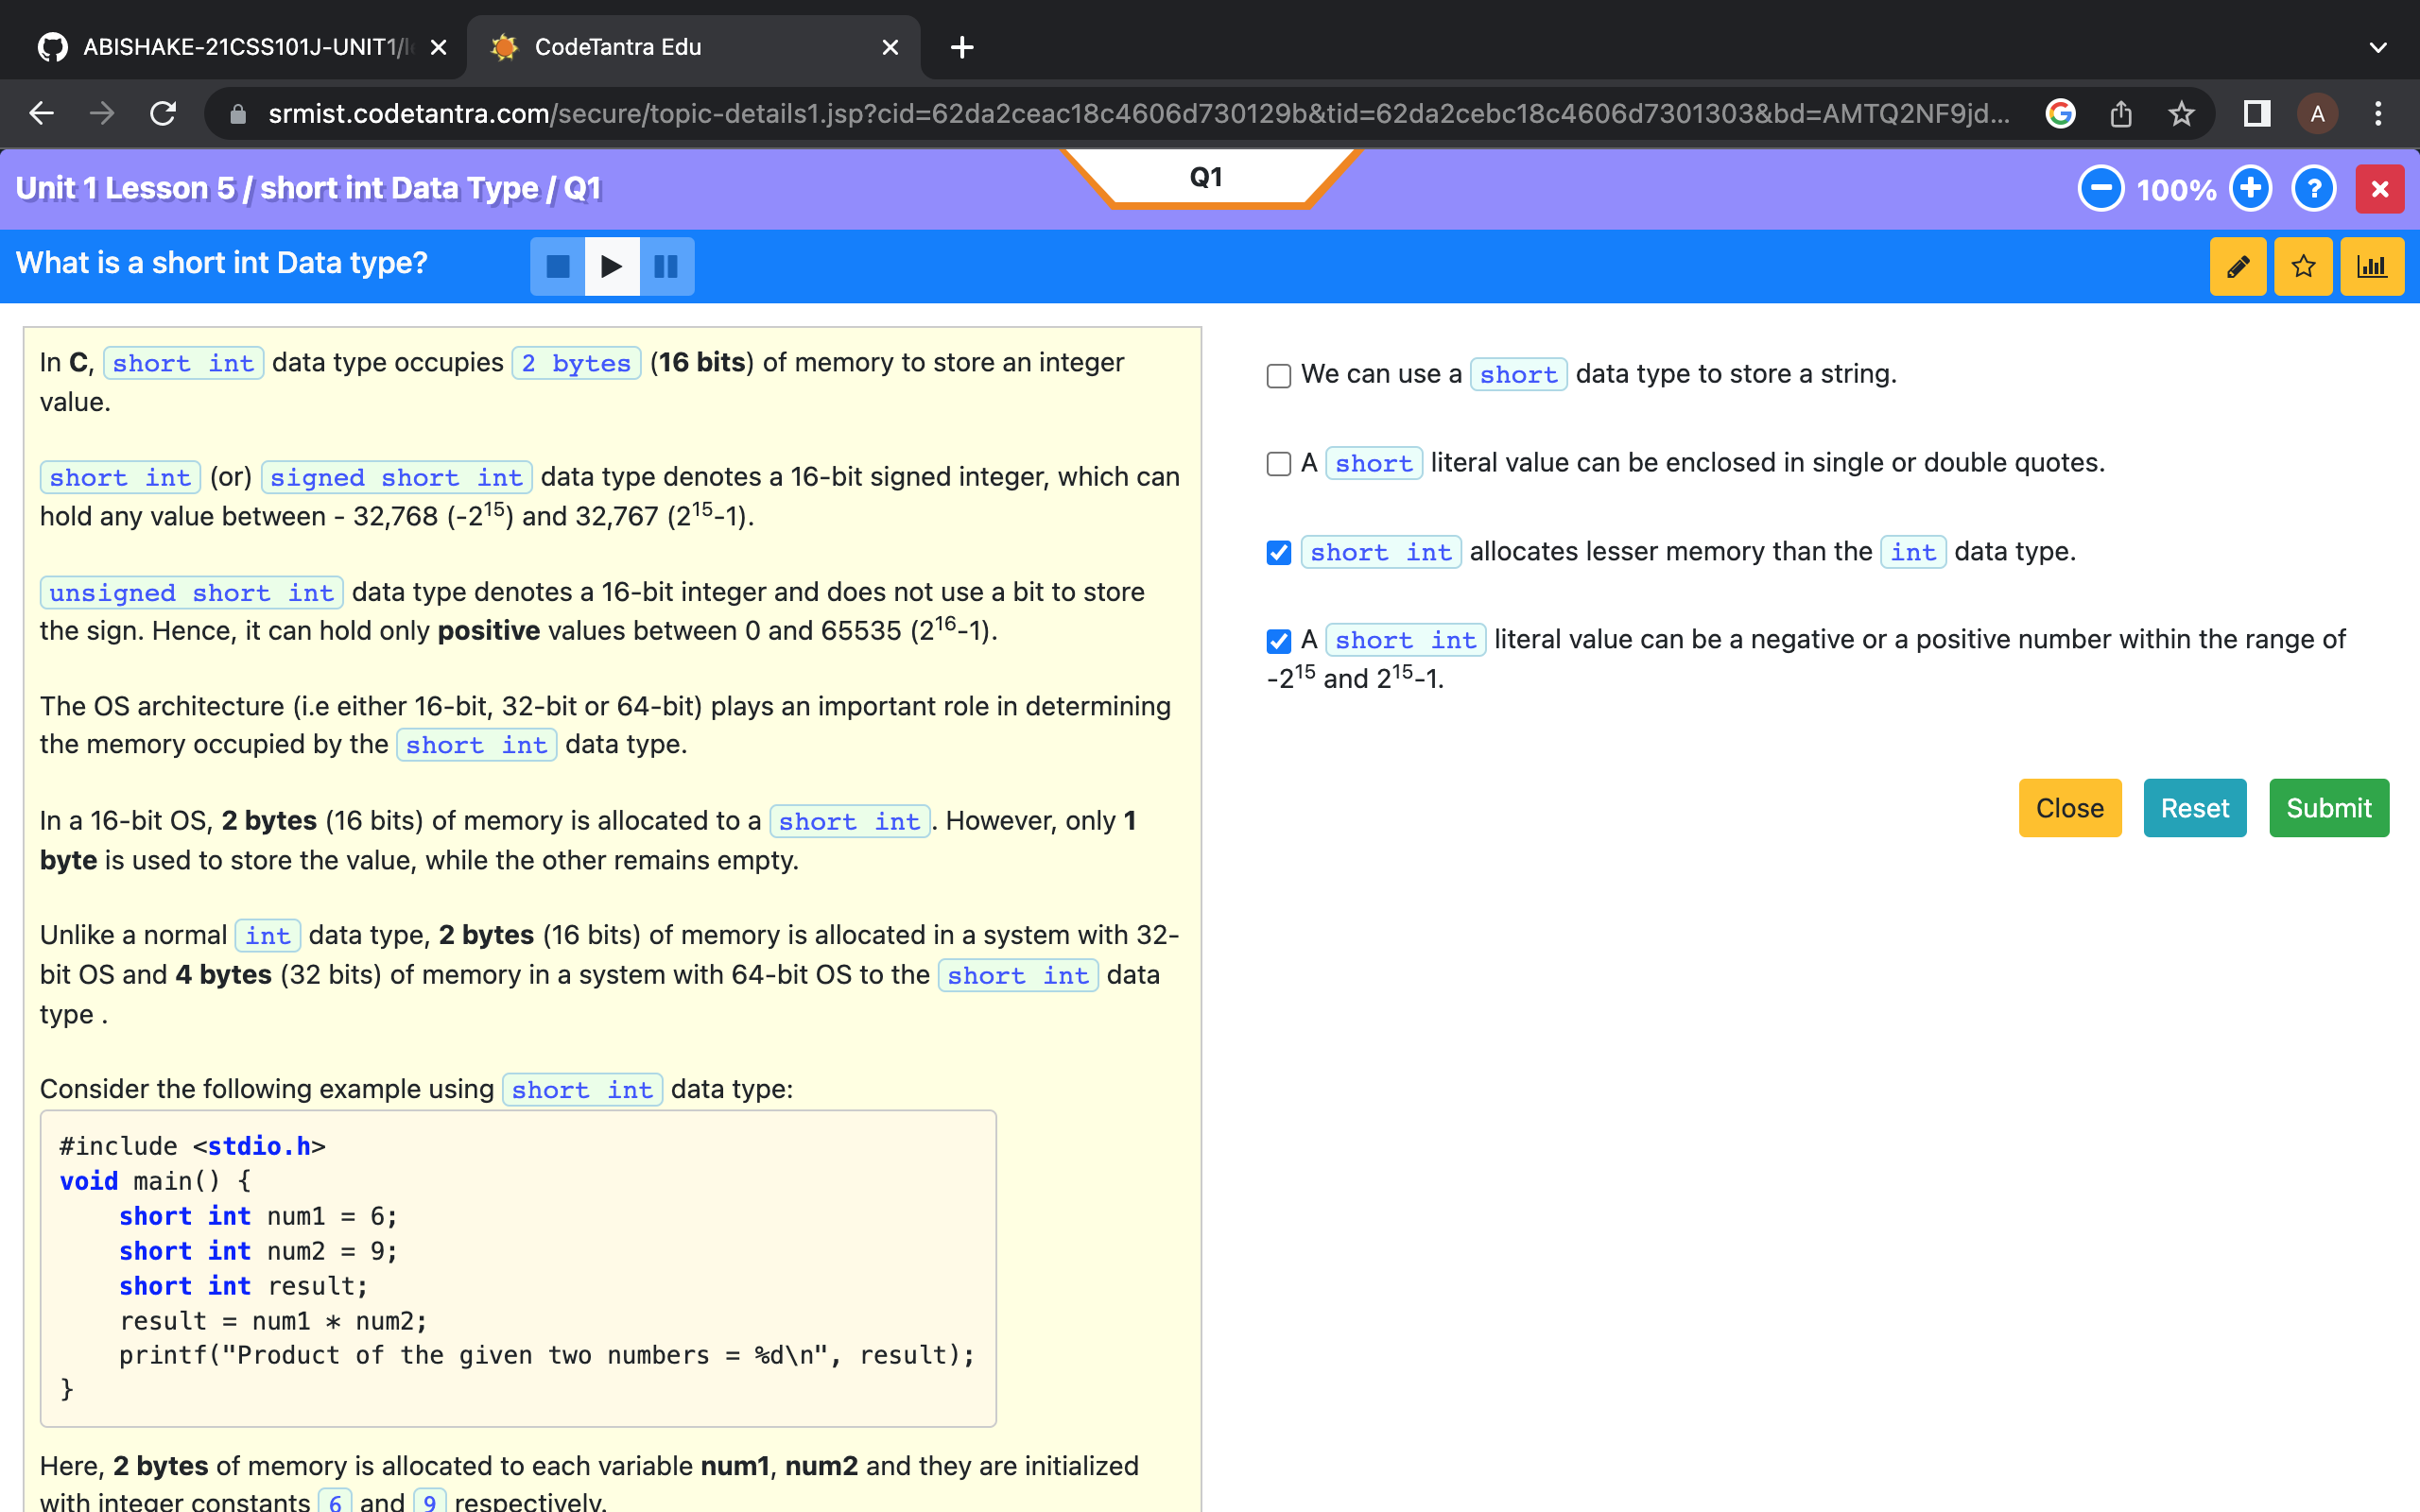 ABISHAKE-21CSS101J-UNIT1/
CodeTantra Edu
srmist.codetantra.com/secure/topic-details1.jsp?cid=62da2ceac18c4606d730129b&tid=62da2cebc18c4606d7301303&bd=AMTQ2NF9jd...
A
Unit 1 Lesson 5 / short int Data Type / Q1
Q1
100%
?
What is a short int Data type?
In C, short int data type occupies 2 bytes (16 bits) of memory to store an integer
value.
short int (or) signed short int data type denotes a 16-bit signed integer, which can
hold any value between - 32,768 (-2¹⁵) and 32,767 (2¹⁵-1).
unsigned short int data type denotes a 16-bit integer and does not use a bit to store
the sign. Hence, it can hold only positive values between 0 and 65535 (2¹⁶-1).
The OS architecture (i.e either 16-bit, 32-bit or 64-bit) plays an important role in determining
the memory occupied by the short int data type.
In a 16-bit OS, 2 bytes (16 bits) of memory is allocated to a short int. However, only 1
byte is used to store the value, while the other remains empty.
Unlike a normal int data type, 2 bytes (16 bits) of memory is allocated in a system with 32-
bit OS and 4 bytes (32 bits) of memory in a system with 64-bit OS to the short int data
type .
Consider the following example using short int data type:
#include <stdio.h>
void main() {
    short int num1 = 6;
    short int num2 = 9;
    short int result;
    result = num1 * num2;
    printf("Product of the given two numbers = %d\n", result);
}
Here, 2 bytes of memory is allocated to each variable num1, num2 and they are initialized
with integer constants 6 and 9 respectively.
We can use a short data type to store a string.
A short literal value can be enclosed in single or double quotes.
short int allocates lesser memory than the int data type.
A short int literal value can be a negative or a positive number within the range of
-2¹⁵ and 2¹⁵-1.
Close
Reset
Submit